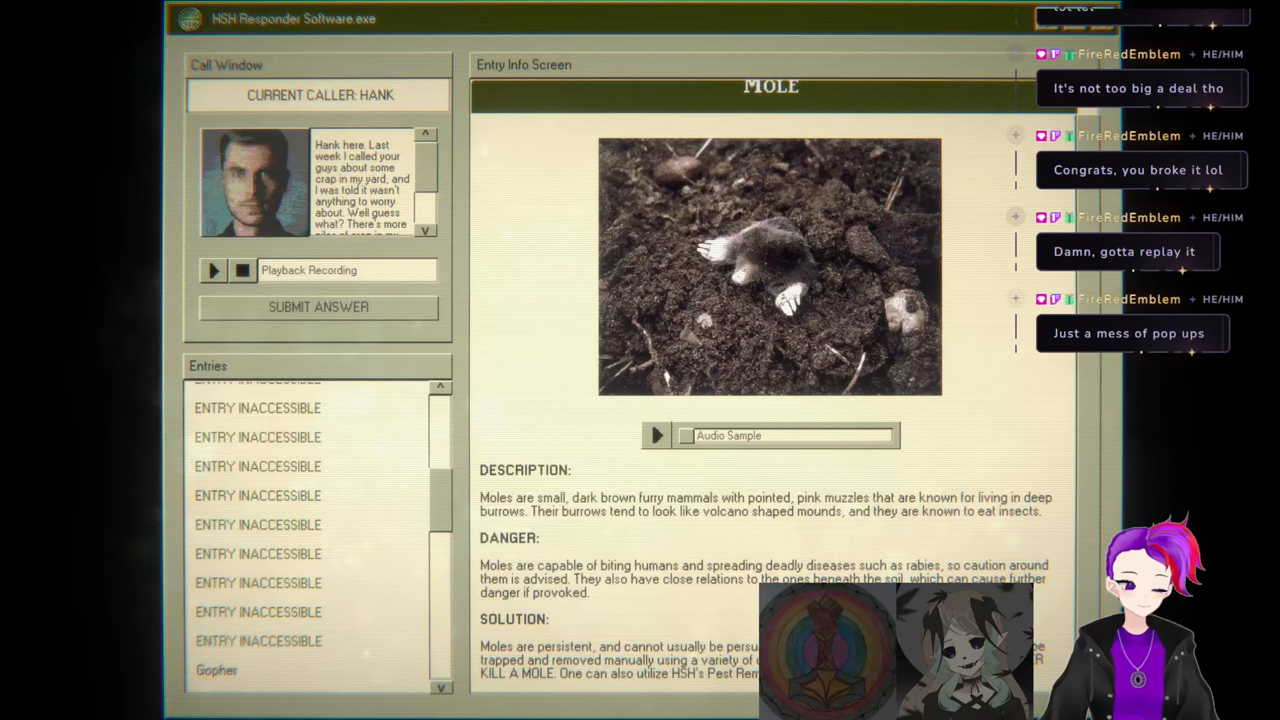 HSH Responder Software.exe
Call Window
CURRENT CALLER: HANK
Hank here. Last
week I called your
guys about some
crap in my yard, and
I was told it wasn't
anything to worry
about. Well guess
what? There's more
Playback Recording
SUBMIT ANSWER
Entries
ENTRY INACCESSIBLE
ENTRY INACCESSIBLE
ENTRY INACCESSIBLE
ENTRY INACCESSIBLE
ENTRY INACCESSIBLE
ENTRY INACCESSIBLE
ENTRY INACCESSIBLE
ENTRY INACCESSIBLE
ENTRY INACCESSIBLE
ENTRY INACCESSIBLE
Gopher
Entry Info Screen
MOLE
Audio Sample
DESCRIPTION:
Moles are small, dark brown furry mammals with pointed, pink muzzles that are known for living in deep
burrows. Their burrows tend to look like volcano shaped mounds, and they are known to eat insects.
DANGER:
Moles are capable of biting humans and spreading deadly diseases such as rabies, so caution around
them is advised. They also have close relations to the ones beneath the soil, which can cause further
danger if provoked.
SOLUTION:
Moles are persistent, and cannot usually be
trapped and removed manually using a variety of
KILL A MOLE. One can also utilize HSH's Pest
FireRedEmblem + HE/HIM
It's not too big a deal tho
FireRedEmblem + HE/HIM
Congrats, you broke it lol
FireRedEmblem + HE/HIM
Damn, gotta replay it
FireRedEmblem + HE/HIM
Just a mess of pop ups